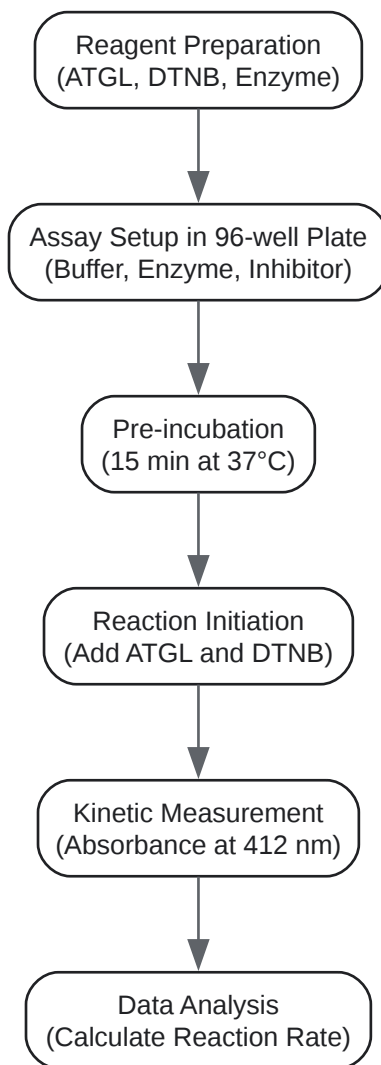 Reagent Preparation
(ATGL, DTNB, Enzyme)
Assay Setup in 96-well Plate
(Buffer, Enzyme, Inhibitor)
Pre-incubation
(15 min at 37°C)
Reaction Initiation
(Add ATGL and DTNB)
Kinetic Measurement
(Absorbance at 412 nm)
Data Analysis
(Calculate Reaction Rate)